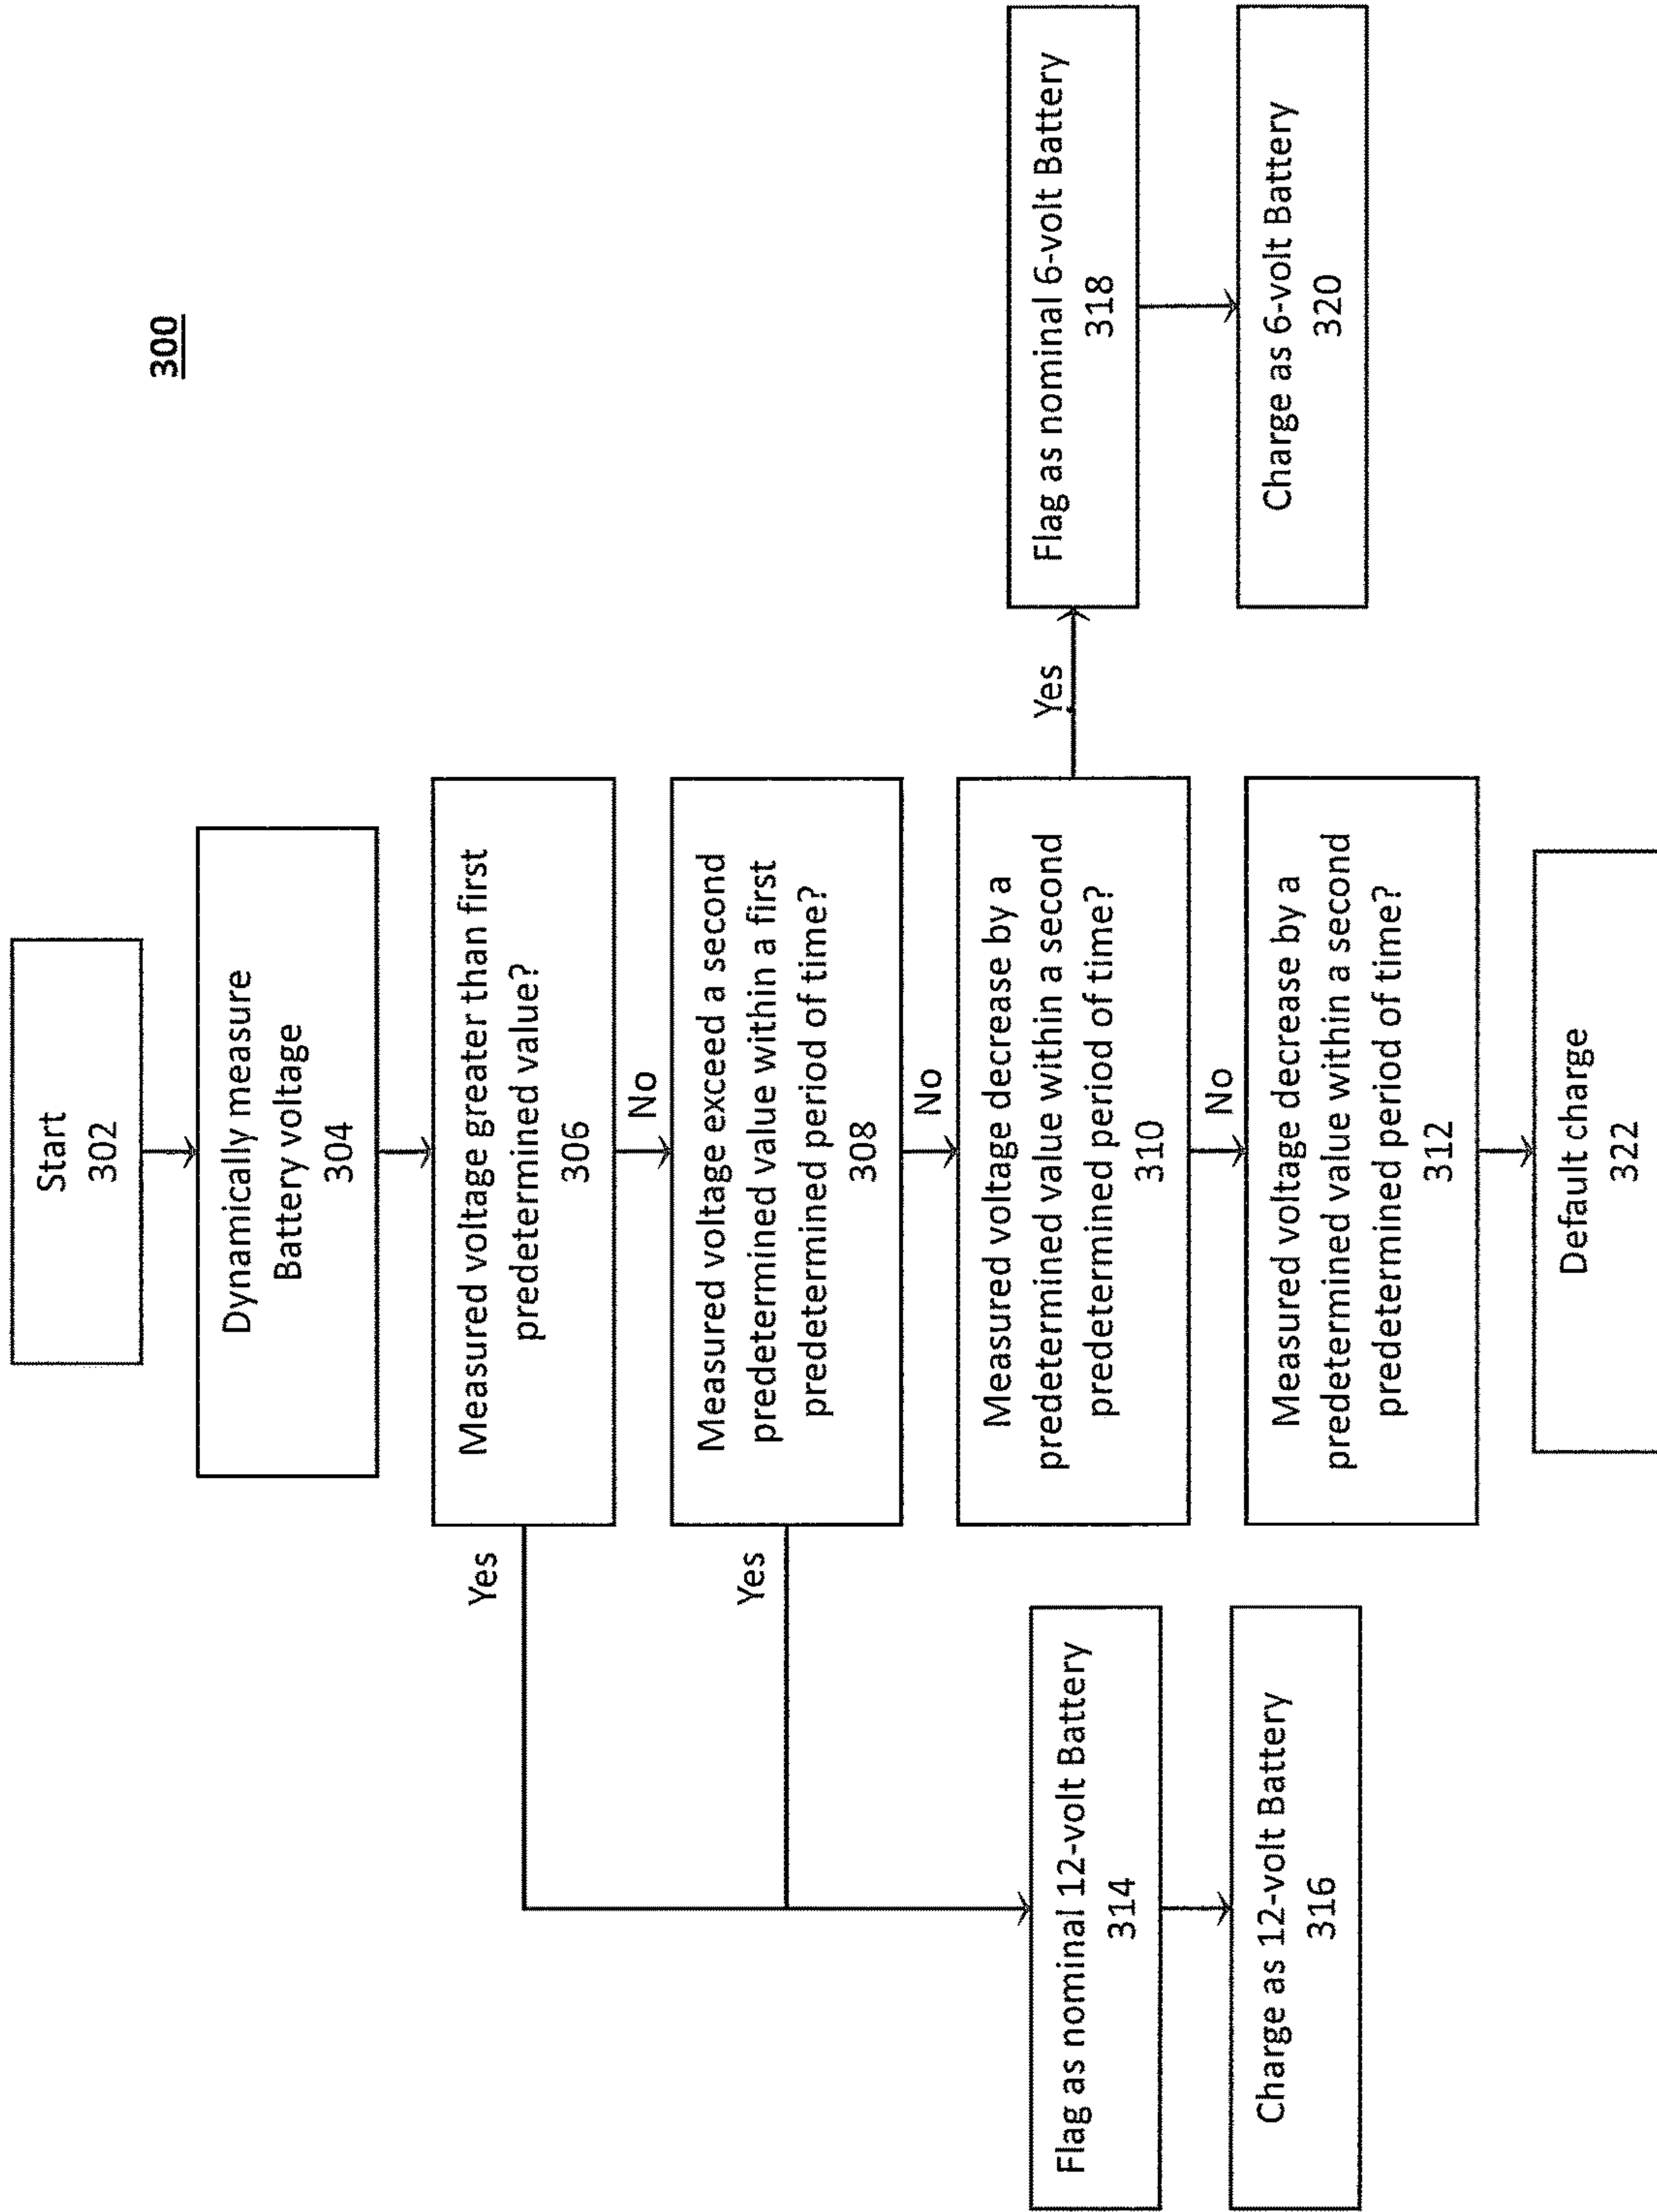 300
Start
302
Dynamically measure
Battery voltage
304
Measured voltage greater than first
predetermined value?
306
Yes
No
Measured voltage exceed a second
predetermined value within a first
predetermined period of time?
308
Yes
No
Measured voltage decrease by a
predetermined value within a second
predetermined period of time?
310
Yes
No
Flag as nominal 12-volt Battery
314
Charge as 12-volt Battery
316
Flag as nominal 6-volt Battery
318
Charge as 6-volt Battery
320
Measured voltage decrease by a
predetermined value within a second
predetermined period of time?
312
Default charge
322